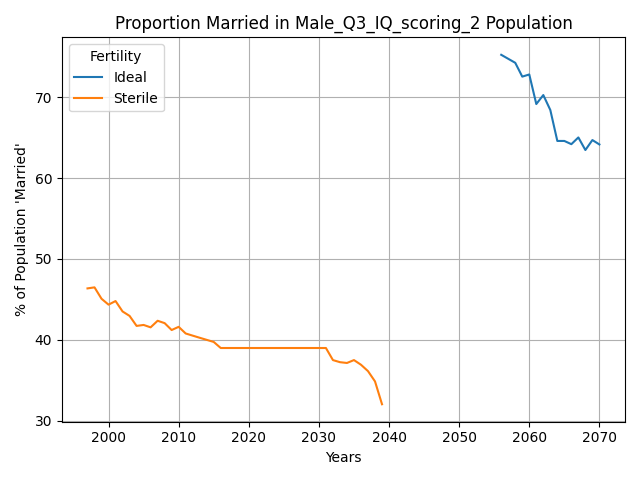 Proportion Married in Male_Q3_IQ_scoring_2 Population
Fertility
Ideal
Sterile
% of Population 'Married'
70
60
50
40
30
2000 2010 2020 2030 2040 2050 2060 2070
Years